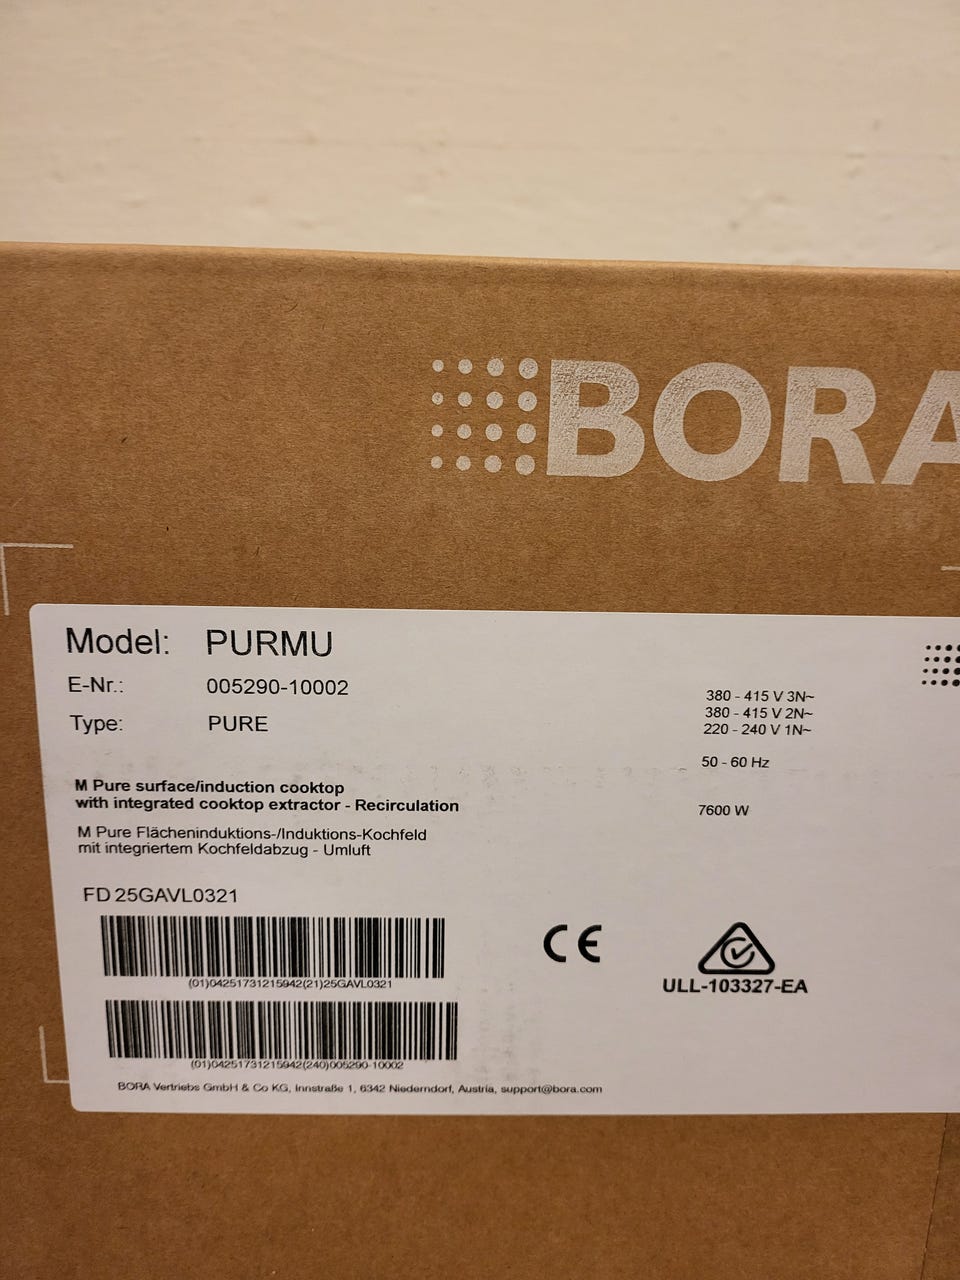 BORA
Model: PURMU
E-Nr.: 005290-10002
Type: PURE
380 - 415 V 3N~
380 - 415 V 2N~
220 - 240 V 1N~
50 - 60 Hz
7600 W
M Pure surface/induction cooktop
with integrated cooktop extractor - Recirculation
M Pure Flächeninduktions-/Induktions-Kochfeld
mit integriertem Kochfeldabzug - Umluft
FD 25GAVL0321
(01)04251731215942(21)25GAVL0321
(01)04251731215942(240)005290-10002
CE
ULL-103327-EA
BORA Vertriebs GmbH & Co KG, Innstraße 1, 6342 Niederndorf, Austria, support@bora.com